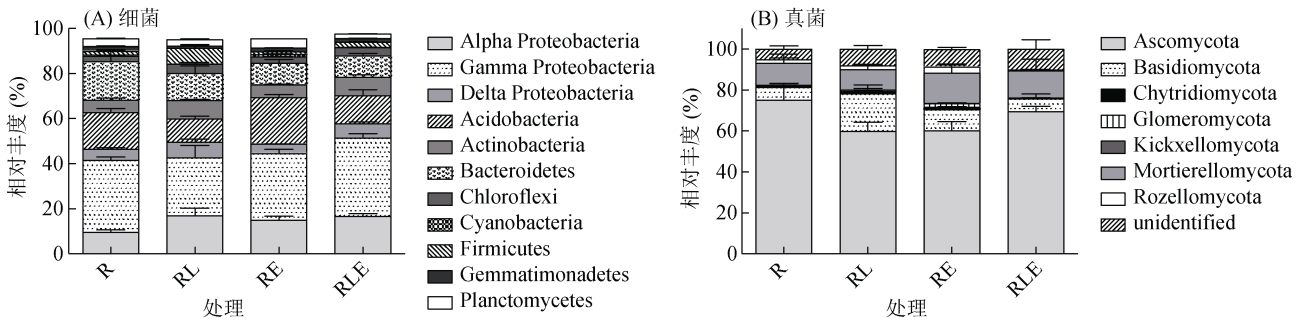 (A) 细菌
相对丰度 (%)
100
80
60
40
20
0
R
RL
RE
RLE
处理
Alpha Proteobacteria
Gamma Proteobacteria
Delta Proteobacteria
Acidobacteria
Actinobacteria
Bacteroidetes
Chloroflexi
Cyanobacteria
Firmicutes
Gemmatimonadetes
Planctomycetes
(B) 真菌
相对丰度 (%)
100
80
60
40
20
0
R
RL
RE
RLE
处理
Ascomycota
Basidiomycota
Chytridiomycota
Glomeromycota
Kickxellomycota
Mortierellomycota
Rozellomycota
unidentified